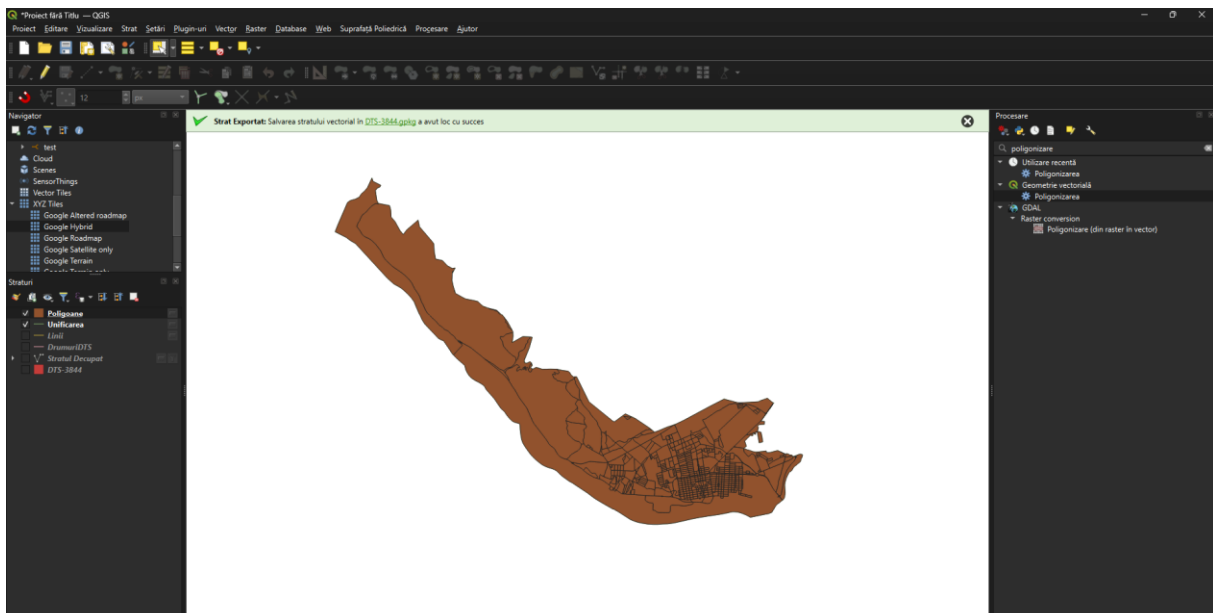 *Proiect fără Titlu — QGIS
Proiect Editare Vizualizare Strat Setări Plugin-uri Vector Raster Database Web Suprafață Poliedrică Procesare Ajutor
12 px
Navigator
test
Cloud
Scenes
SensorThings
Vector Tiles
XYZ Tiles
Google Altered roadmap
Google Hybrid
Google Roadmap
Google Satellite only
Google Terrain
Google Terrain only
Straturi
Poligoane
Unificarea
Linii
DrumuriDTS
Stratul Decupat
DTS-3844
Strat Exportat: Salvarea stratului vectorial în DTS-3844.gpkg a avut loc cu succes
Procesare
poligonizare
Utilizare recentă
Poligonizarea
Geometrie vectorială
Poligonizarea
GDAL
Raster conversion
Poligonizare (din raster în vector)